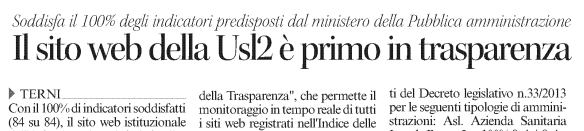 Soddisfa il 100% degli indicatori predisposti dal ministero della Pubblica amministrazione
Il sito web della Usl2 è primo in trasparenza
TERNI
Con il 100% di indicatori soddisfatti
(84 su 84), il sito web istituzionale
della Trasparenza", che permette il
monitoraggio in tempo reale di tutti
i siti web registrati nell'Indice delle
ti del Decreto legislativo n.33/2013
per le seguenti tipologie di ammini-
strazioni: Asl. Azienda Sanitaria